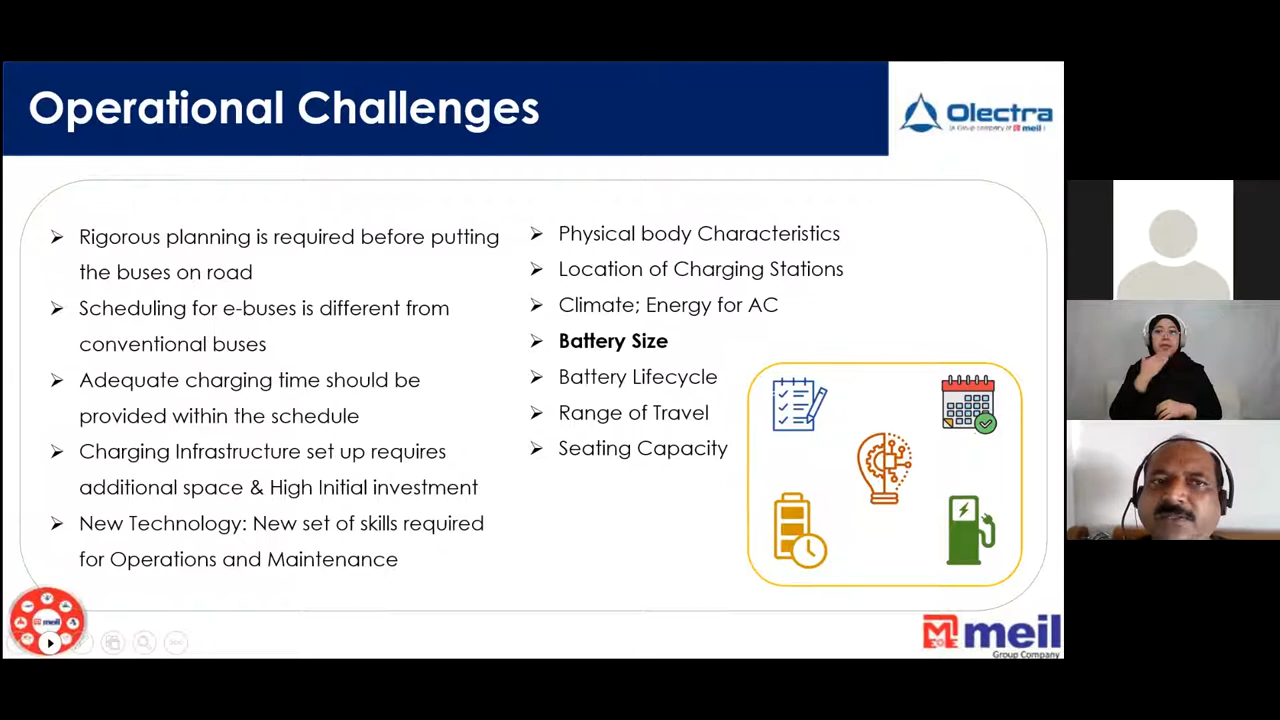 Operational Challenges
Olectra
(A Group company of meil)
Rigorous planning is required before putting
the buses on road
Scheduling for e-buses is different from
conventional buses
Adequate charging time should be
provided within the schedule
Charging Infrastructure set up requires
additional space & High Initial investment
New Technology: New set of skills required
for Operations and Maintenance
Physical body Characteristics
Location of Charging Stations
Climate; Energy for AC
Battery Size
Battery Lifecycle
Range of Travel
Seating Capacity
meil
meil
Group Company